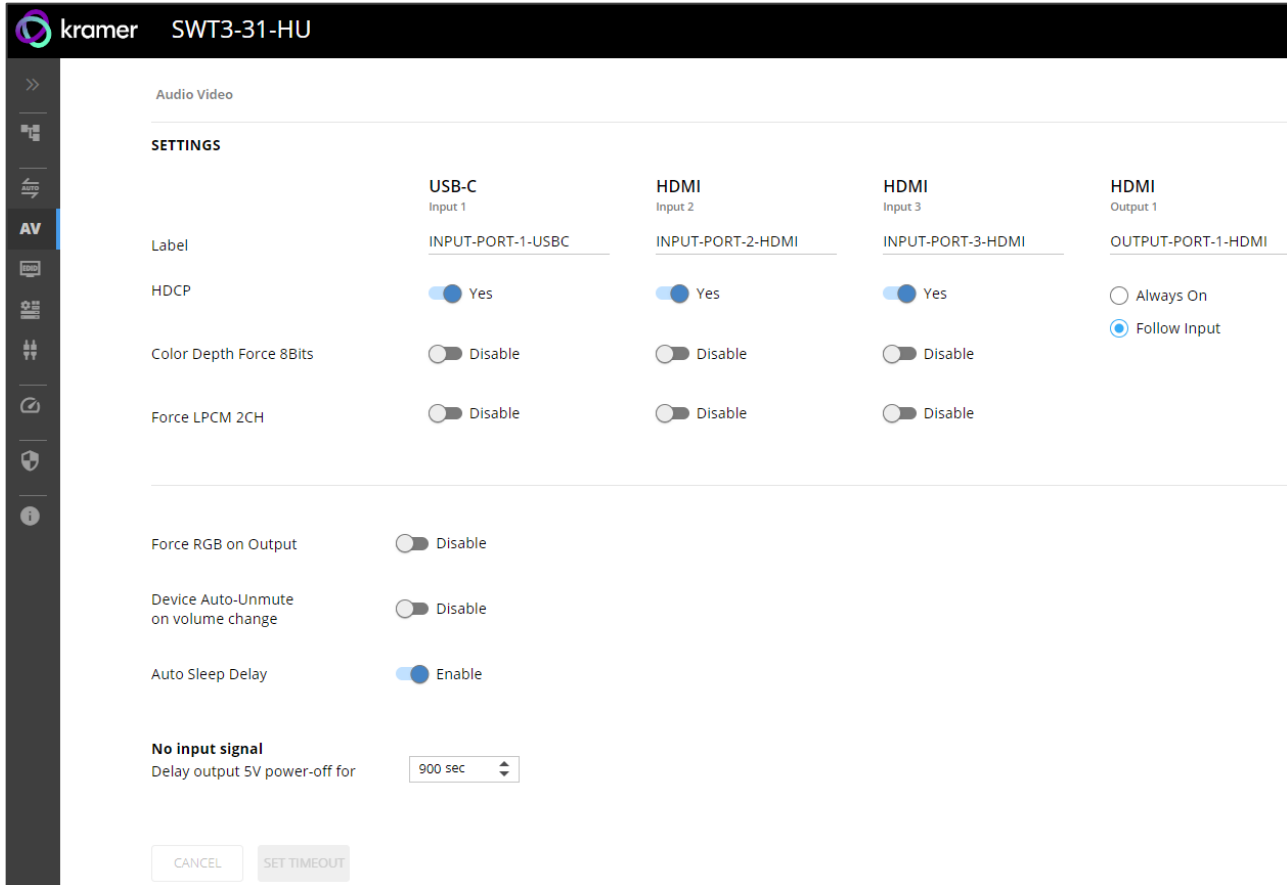 kramer SWT3-31-HU
Audio Video
SETTINGS
USB-C HDMI HDMI HDMI
Input 1 Input 2 Input 3 Output 1
Label INPUT-PORT-1-USBC INPUT-PORT-2-HDMI INPUT-PORT-3-HDMI OUTPUT-PORT-1-HDMI
HDCP Yes Yes Yes Always On
Follow Input
AUTO
AV
EDID
Color Depth Force 8Bits Disable Disable Disable
Force LPCM 2CH Disable Disable Disable
Force RGB on Output Disable
Device Auto-Unmute
on volume change Disable
Auto Sleep Delay Enable
No input signal
Delay output 5V power-off for 900 sec
CANCEL SET TIMEOUT